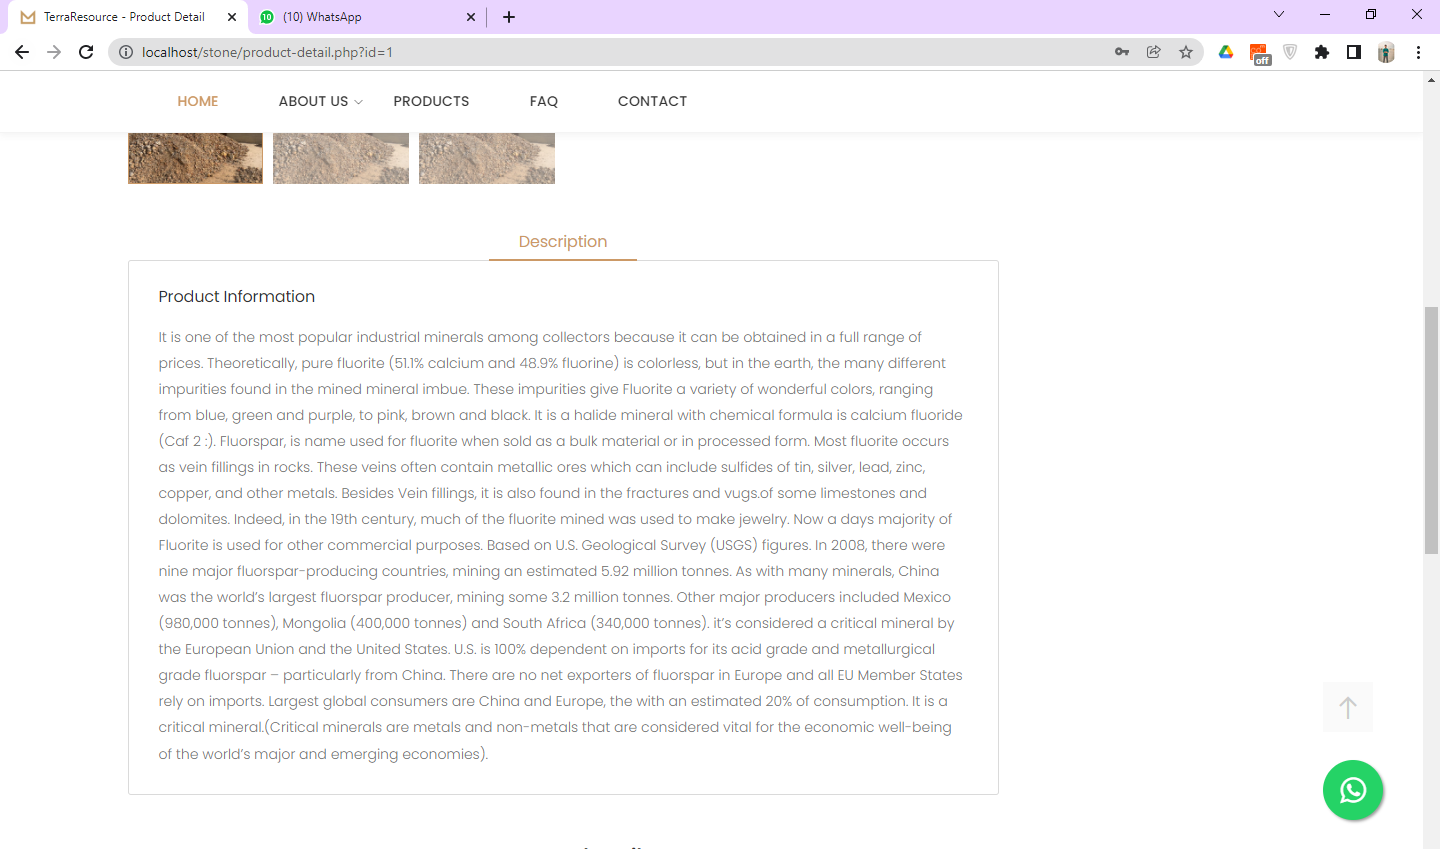 TerraResource - Product Detail
10 (10) WhatsApp
localhost/stone/product-detail.php?id=1
off
HOME ABOUT US PRODUCTS FAQ CONTACT
Description
Product Information
It is one of the most popular industrial minerals among collectors because it can be obtained in a full range of
prices. Theoretically, pure fluorite (51.1% calcium and 48.9% fluorine) is colorless, but in the earth, the many different
impurities found in the mined mineral imbue. These impurities give Fluorite a variety of wonderful colors, ranging
from blue, green and purple, to pink, brown and black. It is a halide mineral with chemical formula is calcium fluoride
(Caf 2 :). Fluorspar, is name used for fluorite when sold as a bulk material or in processed form. Most fluorite occurs
as vein fillings in rocks. These veins often contain metallic ores which can include sulfides of tin, silver, lead, zinc,
copper, and other metals. Besides Vein fillings, it is also found in the fractures and vugs.of some limestones and
dolomites. Indeed, in the 19th century, much of the fluorite mined was used to make jewelry. Now a days majority of
Fluorite is used for other commercial purposes. Based on U.S. Geological Survey (USGS) figures. In 2008, there were
nine major fluorspar-producing countries, mining an estimated 5.92 million tonnes. As with many minerals, China
was the world’s largest fluorspar producer, mining some 3.2 million tonnes. Other major producers included Mexico
(980,000 tonnes), Mongolia (400,000 tonnes) and South Africa (340,000 tonnes). it’s considered a critical mineral by
the European Union and the United States. U.S. is 100% dependent on imports for its acid grade and metallurgical
grade fluorspar – particularly from China. There are no net exporters of fluorspar in Europe and all EU Member States
rely on imports. Largest global consumers are China and Europe, the with an estimated 20% of consumption. It is a
critical mineral.(Critical minerals are metals and non-metals that are considered vital for the economic well-being
of the world’s major and emerging economies).